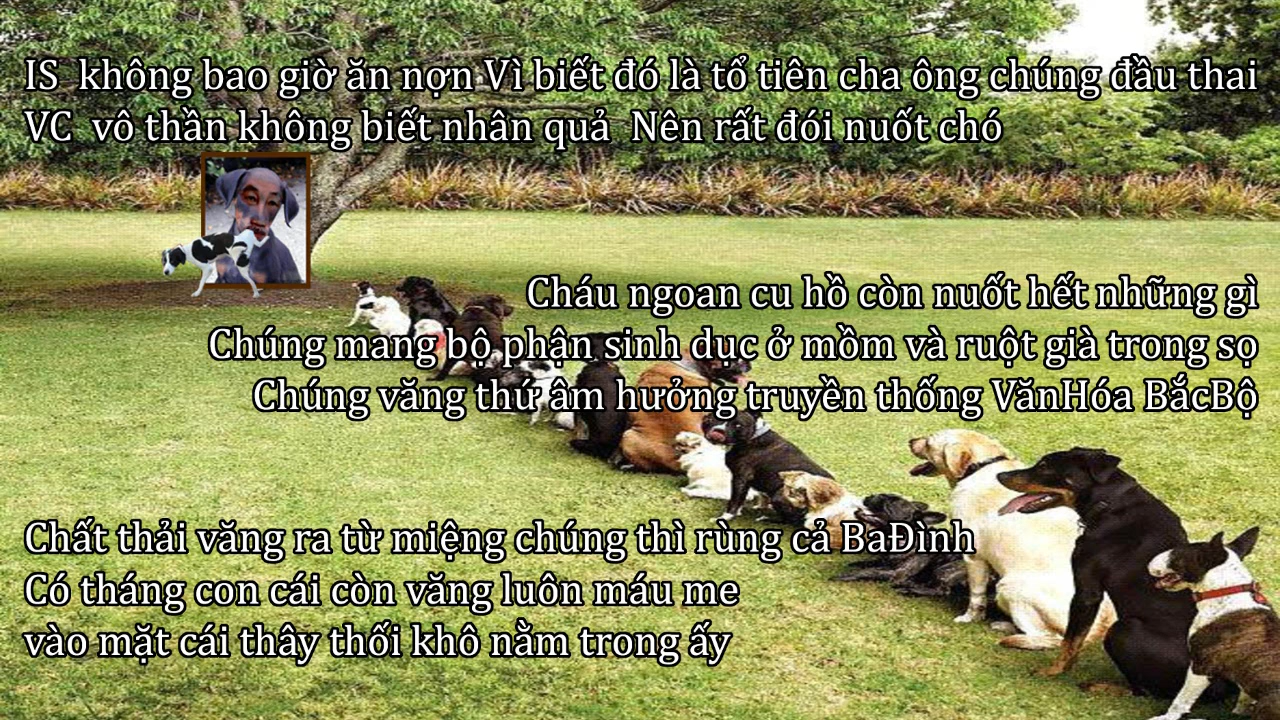 IS không bao giờ ăn nợn Vì biết đó là tổ tiên cha ông chúng đầu thai
VC vô thần không biết nhân quả Nên rất đói nuốt chó
Cháu ngoan cu hồ còn nuốt hết những gì
Chúng mang bộ phận sinh dục ở mồm và ruột già trong sọ
Chúng văng thứ âm hưởng truyền thống VănHóa BắcBộ
Chất thải văng ra từ miệng chúng thì rùng cả BaĐình
Có tháng con cái còn văng luôn máu me
vào mặt cái thây thối khô nằm trong ấy